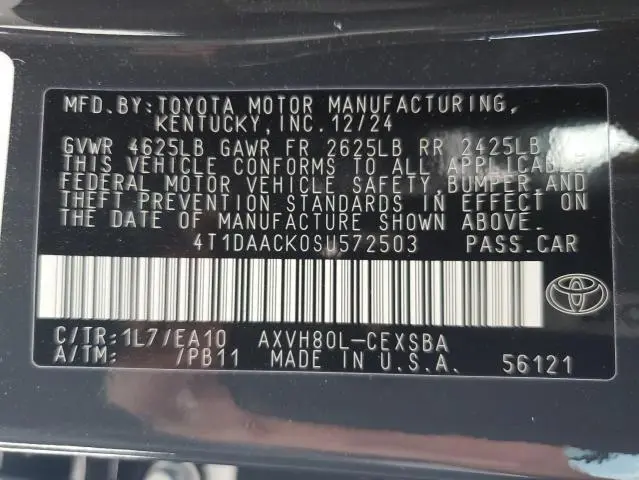 MFD.BY:TOYOTA MOTOR MANUFACTURING,
KENTUCKY,INC.12/24
GVWR 4625LB GAWR FR 2625LB RR 2425LB
THIS VEHICLE CONFORMS TO ALL APPLICABLE
FEDERAL MOTOR VEHICLE SAFETY,BUMPER,AND
THEFT PREVENTION STANDARDS IN EFFECT ON
THE DATE OF MANUFACTURE SHOWN ABOVE.
4T1DAACK0SU572503 PASS.CAR
C/TR:1L7/EA10 AXVH80L-CEXSBA
A/TM: /PB11 MADE IN U.S.A. 56121